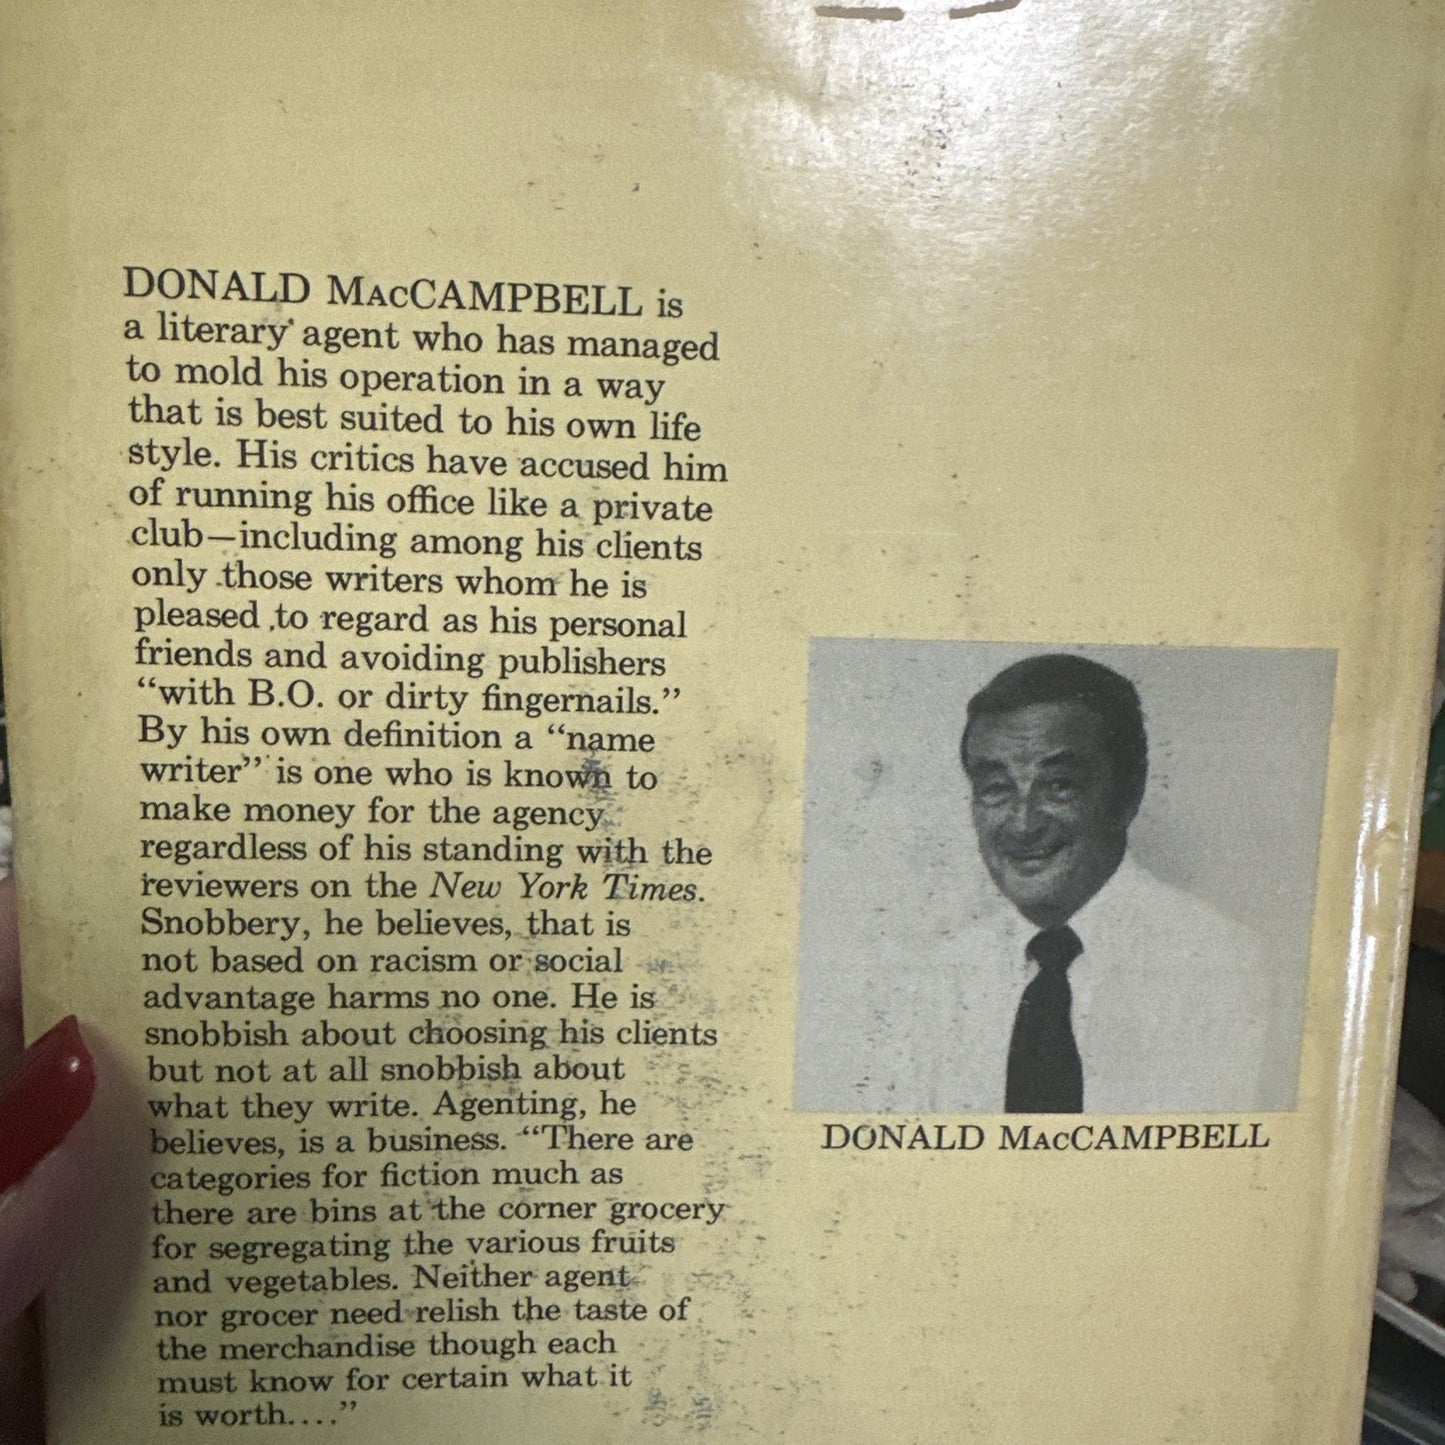 DONALD MacCAMPBELL is
a literary agent who has managed
to mold his operation in a way
that is best suited to his own life
style. His critics have accused him
of running his office like a private
club—including among his clients
only those writers whom he is
pleased to regard as his personal
friends and avoiding publishers
“with B.O. or dirty fingernails.”
By his own definition a “name
writer” is one who is known to
make money for the agency
regardless of his standing with the
reviewers on the New York Times.
Snobbery, he believes, that is
not based on racism or social
advantage harms no one. He is
snobbish about choosing his clients
but not at all snobbish about
what they write. Agenting, he
believes, is a business. “There are
categories for fiction much as
there are bins at the corner grocery
for segregating the various fruits
and vegetables. Neither agent
nor grocer need relish the taste of
the merchandise though each
must know for certain what it
is worth....”
DONALD MacCAMPBELL